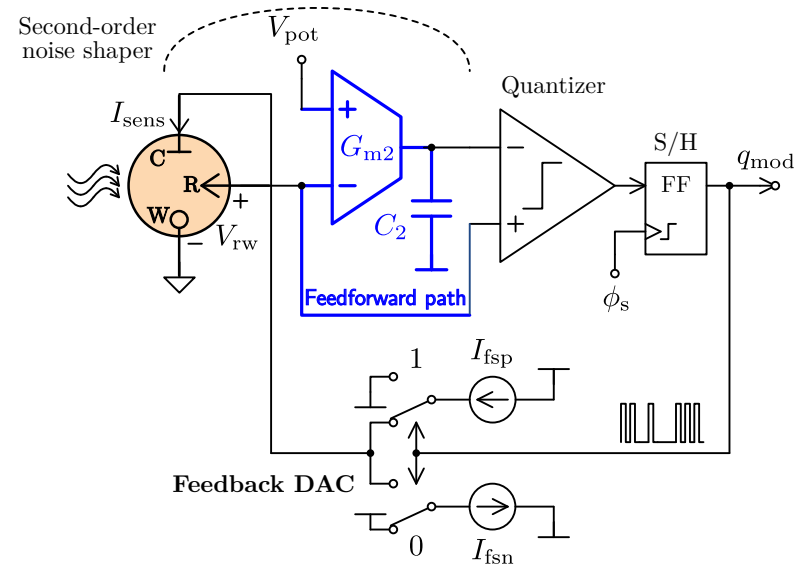 Second-order
noise shaper
V_pot
Quantizer
I_sens
S/H
q_mod
C
+
G_m2
−
FF
R
−
+
W
+
−
V_rw
C_2
Feedforward path
ϕ_s
1
I_fsp
Feedback DAC
0
I_fsn